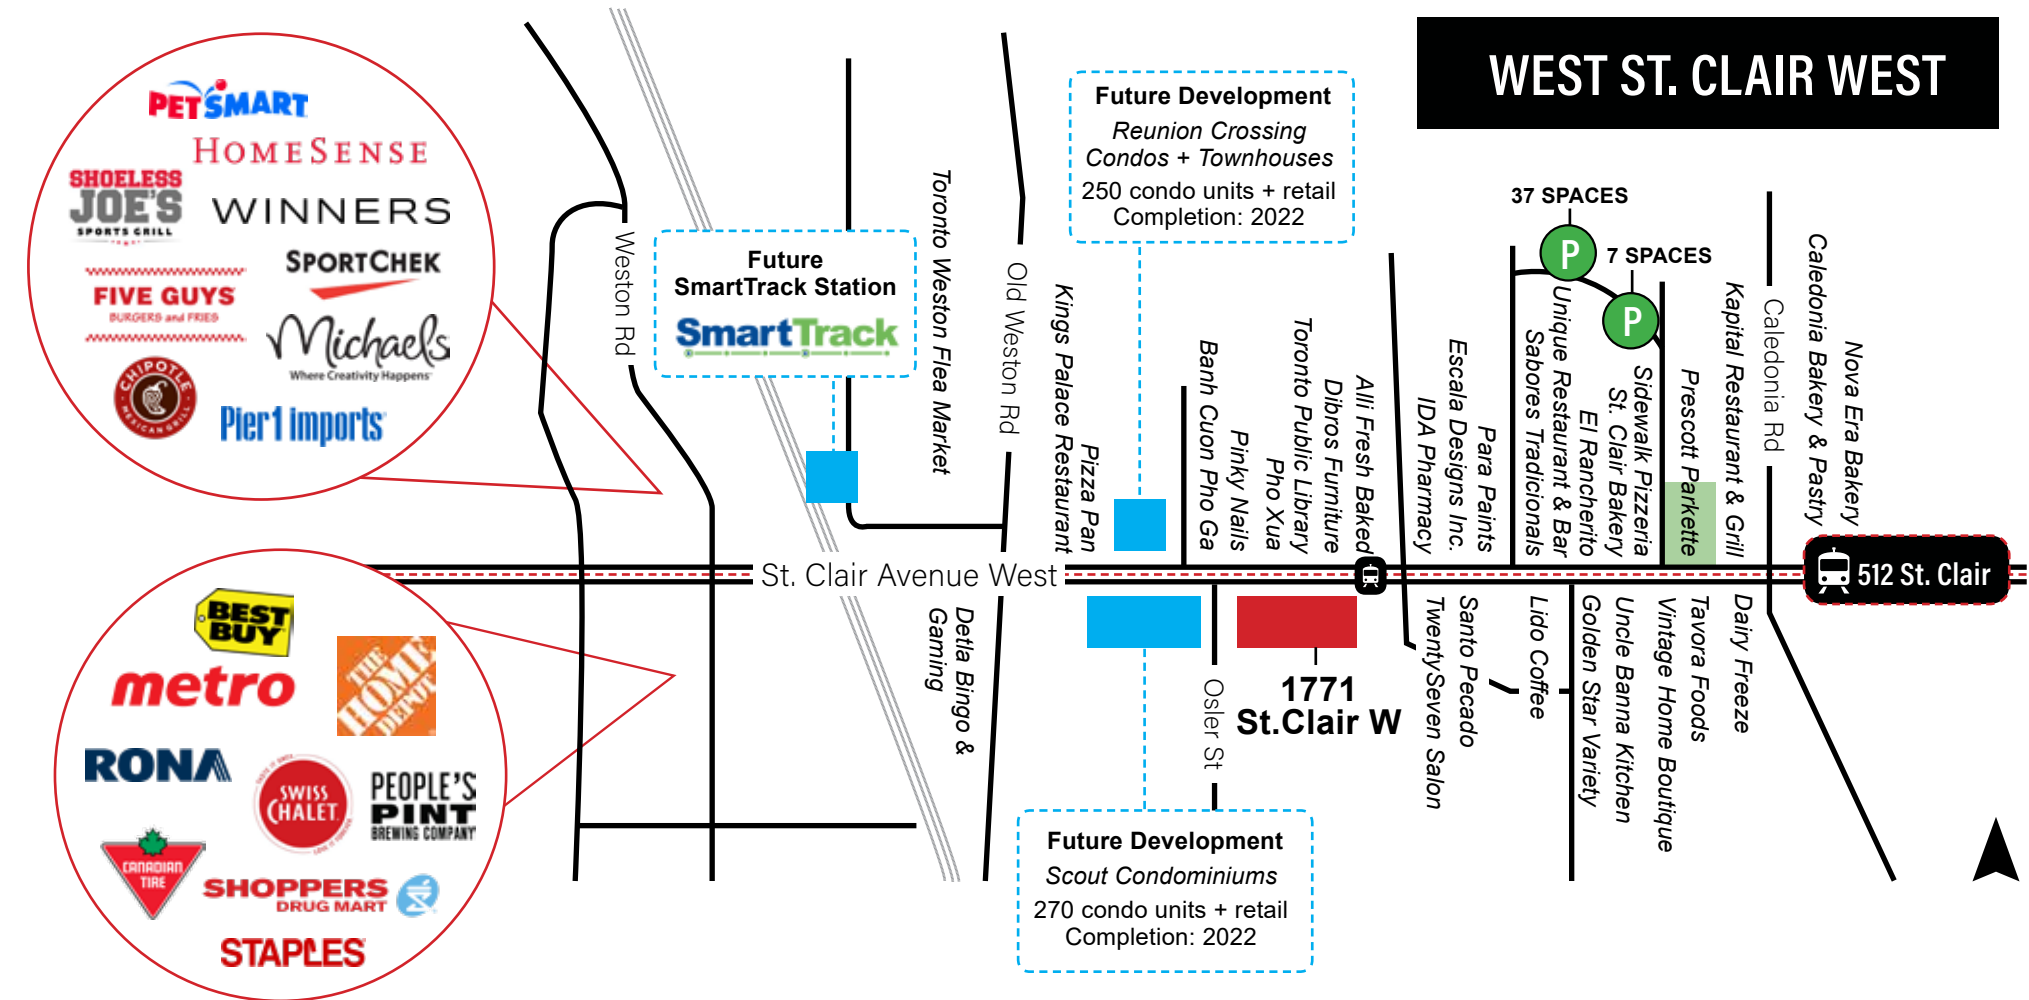 WEST ST. CLAIR WEST
PETSMART
HOMESENSE
SHOELESS
JOE'S
SPORTS GRILL
WINNERS
SPORTCHEK
FIVE GUYS
BURGERS and FRIES
Michaels
Where Creativity Happens
CHIPOTLE
MEXICAN GRILL
Pier 1 imports
BEST
BUY
metro
THE
HOME
DEPOT
RONA
SWISS
CHALET
PEOPLE'S
PINT
BREWING COMPANY
CANADIAN
TIRE
SHOPPERS
DRUG MART
STAPLES
Weston Rd
Future
SmartTrack Station
SmartTrack
Toronto Weston Flea Market
Old Weston Rd
Future Development
Reunion Crossing
Condos + Townhouses
250 condo units + retail
Completion: 2022
Kings Palace Restaurant
Pizza Pan
Banh Cuon Pho Ga
Pinky Nails
Pho Xua
Toronto Public Library
Dibros Furniture
Alli Fresh Baked
IDA Pharmacy
Escala Designs Inc.
Para Paints
Sabores Tradicionals
Unique Restaurant & Bar
El Rancherito
St. Clair Bakery
Sidewalk Pizzeria
Prescott Parkette
Kapital Restaurant & Grill
37 SPACES
P
7 SPACES
P
Caledonia Rd
Caledonia Bakery & Pastry
Nova Era Bakery
St. Clair Avenue West
512 St. Clair
Detla Bingo &
Gaming
Osler St
1771
St.Clair W
TwentySeven Salon
Santo Pecado
Lido Coffee
Golden Star Variety
Uncle Banna Kitchen
Vintage Home Boutique
Tavora Foods
Dairy Freeze
Future Development
Scout Condominiums
270 condo units + retail
Completion: 2022